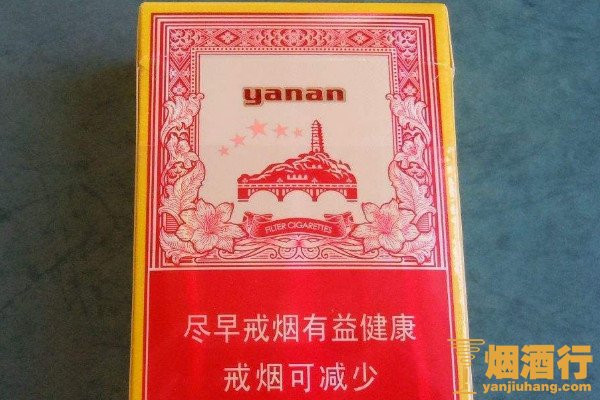 yanan
FILTER CIGARETTES
尽早戒烟有益健康
戒烟可减少
烟酒行
yanjiuhang.com